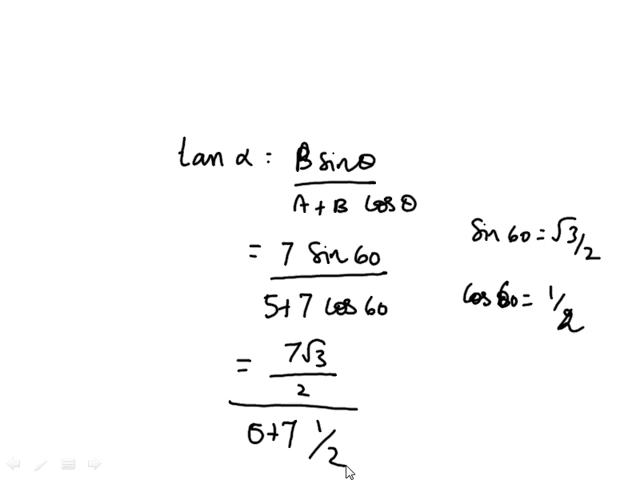 tan α = B sin θ
A + B cos θ
= 7 sin 60
5+7 cos 60
sin 60 = √3/2
cos 60 = 1/2
= 7√3
2
5+7 1/2